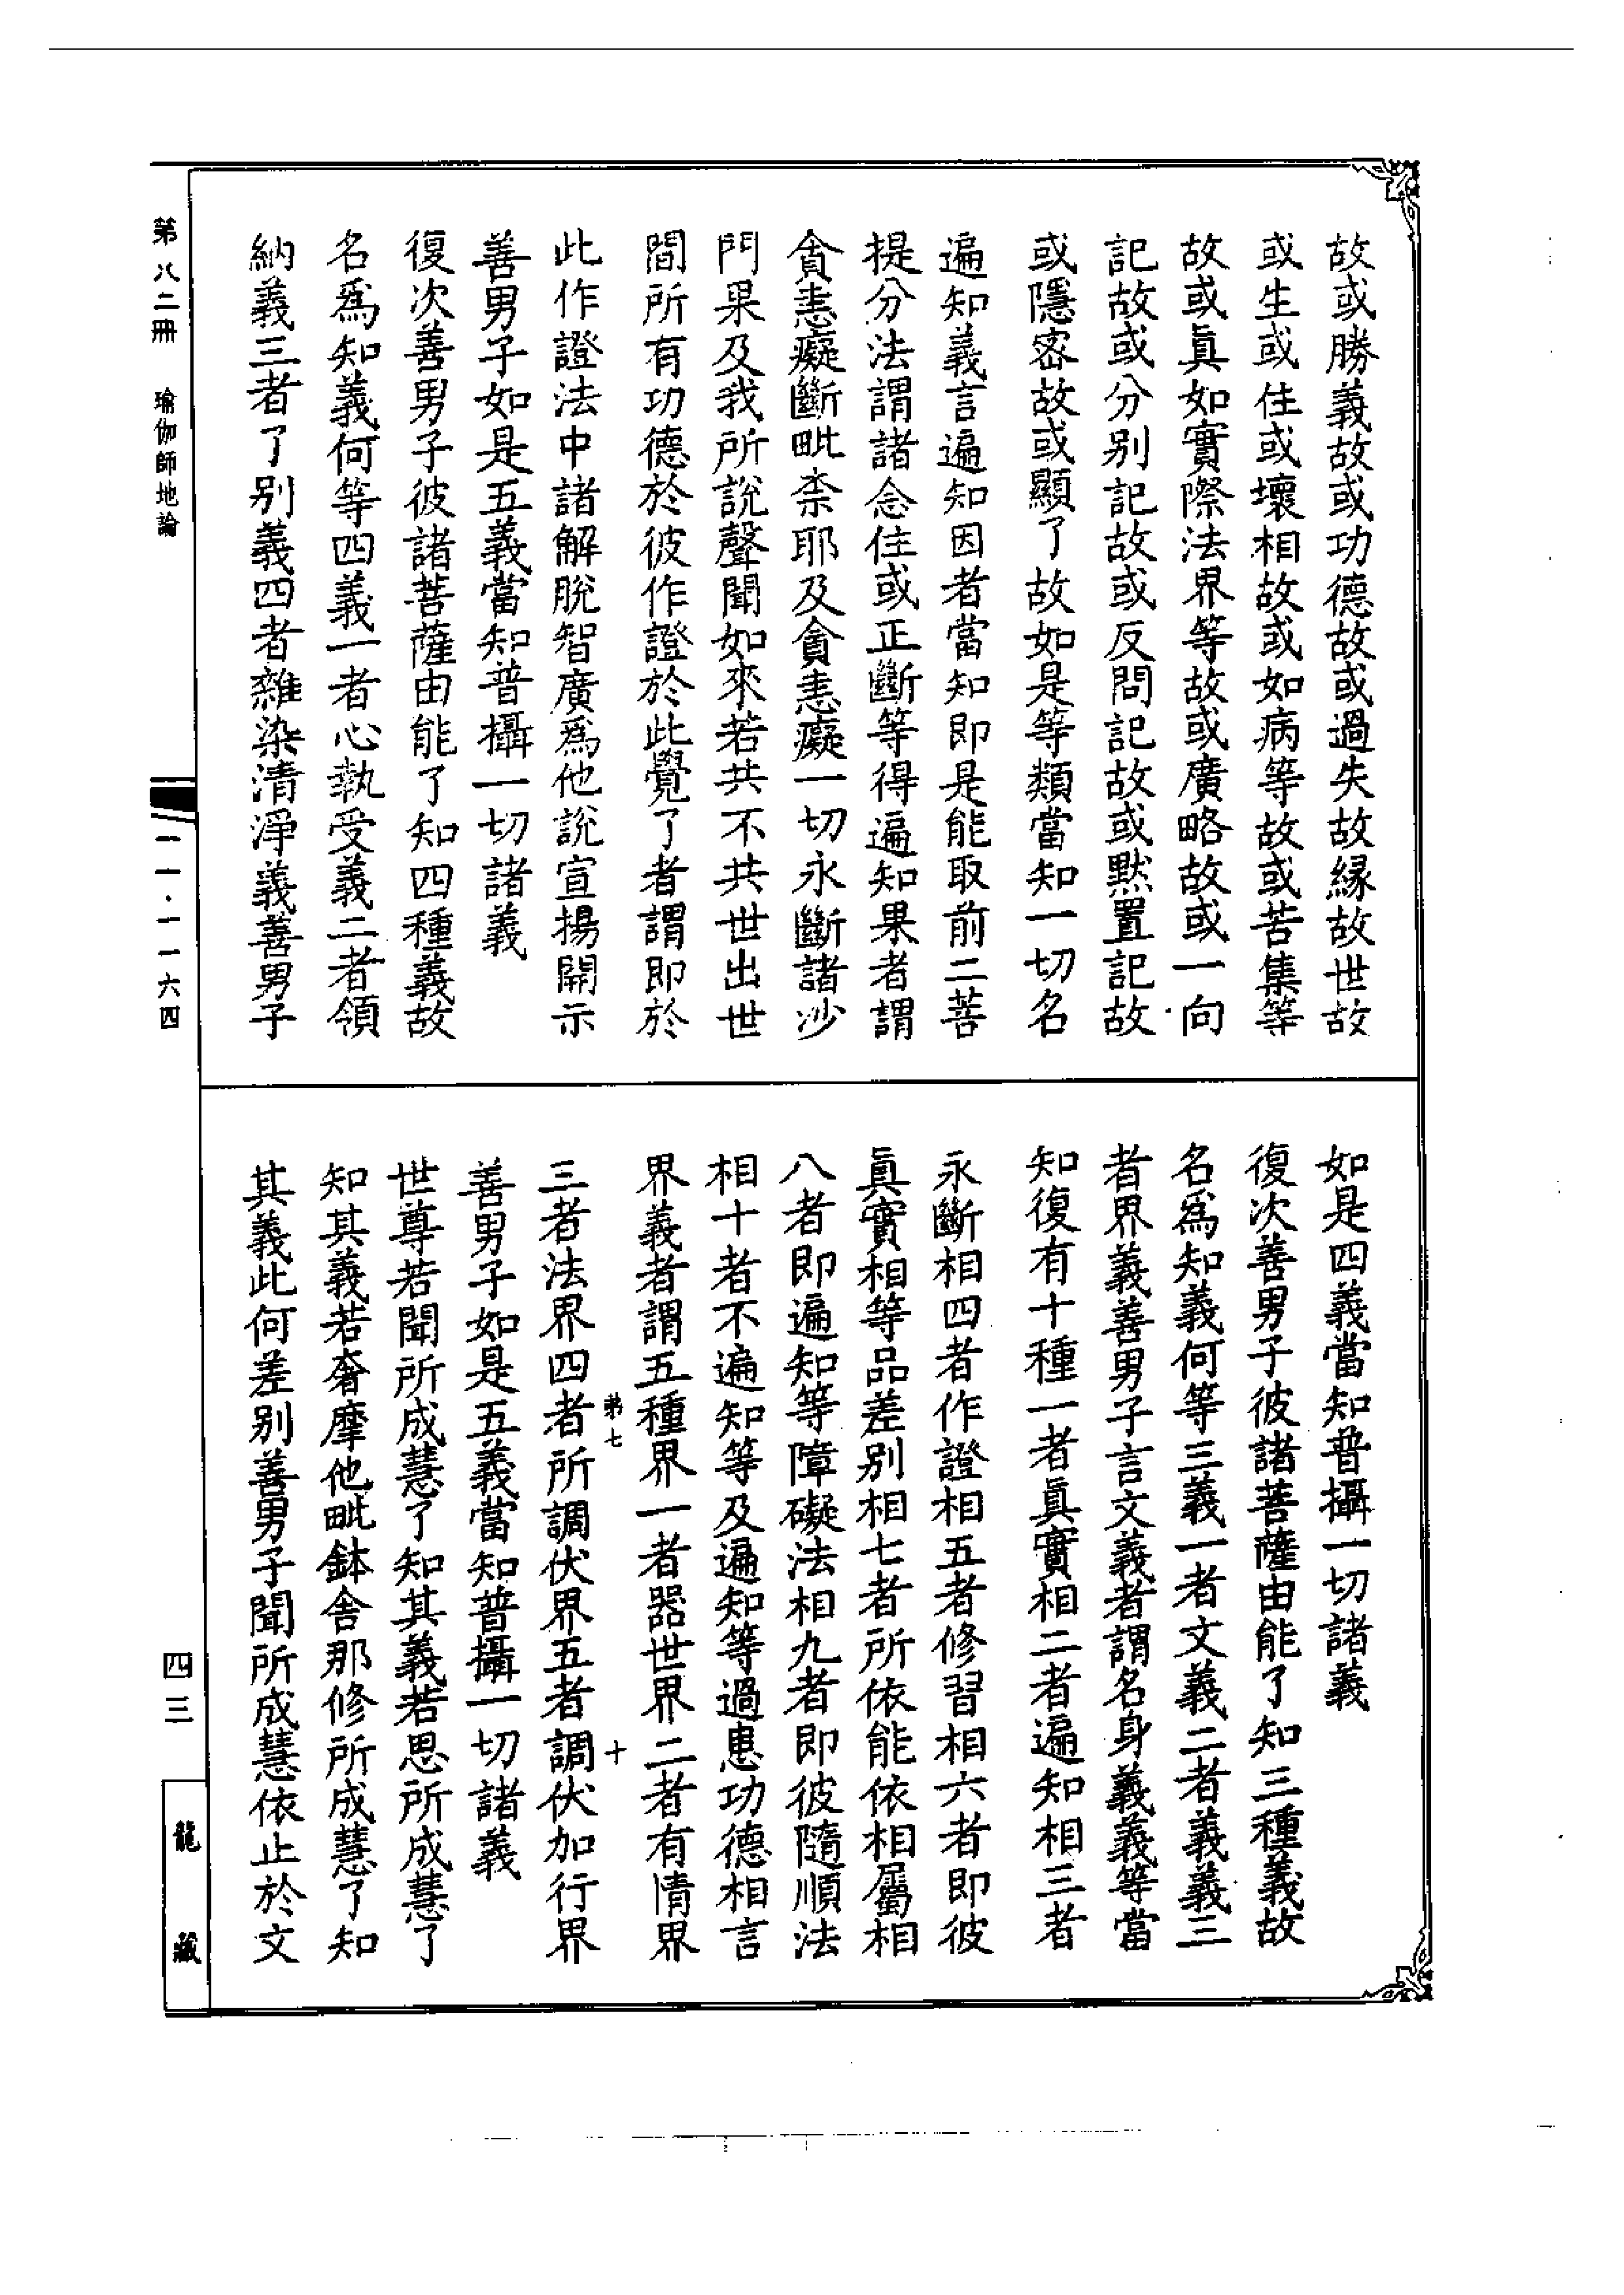 故或勝義故或功德故或過失故緣故世故
或生或住或壞相故或如病等故或苦集等
故或眞如實際法界等故或廣略故或一向
記故或分別記故或反問記故或默置記故
或隱密故或顯了故如是等類當知一切名
遍知義言遍知因者當知即是能取前二菩
提分法謂諸念住或正斷等得遍知果者謂
貪恚癡斷毗柰耶及貪恚癡一切永斷諸沙
門果及我所說聲聞如來若共不共世出世
間所有功德於彼作證於此覺了者謂即於
此作證法中諸解脫智廣爲他說宣揚開示
善男子如是五義當知普攝一切諸義
復次善男子彼諸菩薩由能了知四種義故
名爲知義何等四義一者心執受義二者領
納義三者了別義四者雜染清淨義善男子
如是四義當知普攝一切諸義
復次善男子彼諸菩薩由能了知三種義故
名爲知義何等三義一者文義二者義義三
者界義善男子言文義者謂名身義義等當
知復有十種一者眞實相二者遍知相三者
永斷相四者作證相五者修習相六者即彼
眞實相等品差別相七者所依能依相屬相
八者即遍知等障礙法相九者即彼隨順法
相十者不遍知等及遍知等過患功德相言
界義者謂五種界一者器世界二者有情界
第七 十
三者法界四者所調伏界五者調伏加行界
善男子如是五義當知普攝一切諸義
世尊若聞所成慧了知其義若思所成慧了
知其義若奢摩他毗鉢舍那修所成慧了知
其義此何差別善男子聞所成慧依止於文
第八二冊 瑜伽師地論
一一·一一六四
四三
龍藏